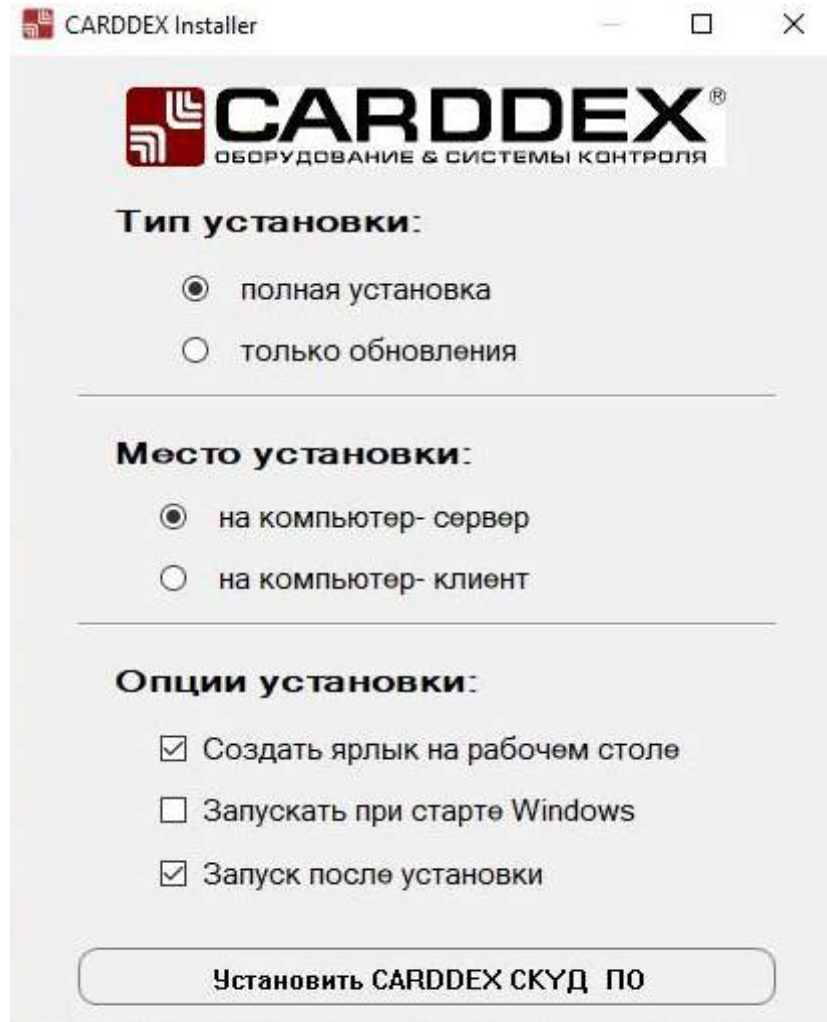 CARDDEX Installer
CARDDEX®
ОБОРУДОВАНИЕ & СИСТЕМЫ КОНТРОЛЯ
Тип установки:
полная установка
только обновления
Место установки:
на компьютер- сервер
на компьютер- клиент
Опции установки:
Создать ярлык на рабочем столе
Запускать при старте Windows
Запуск после установки
Установить CARDDEX СКУД ПО